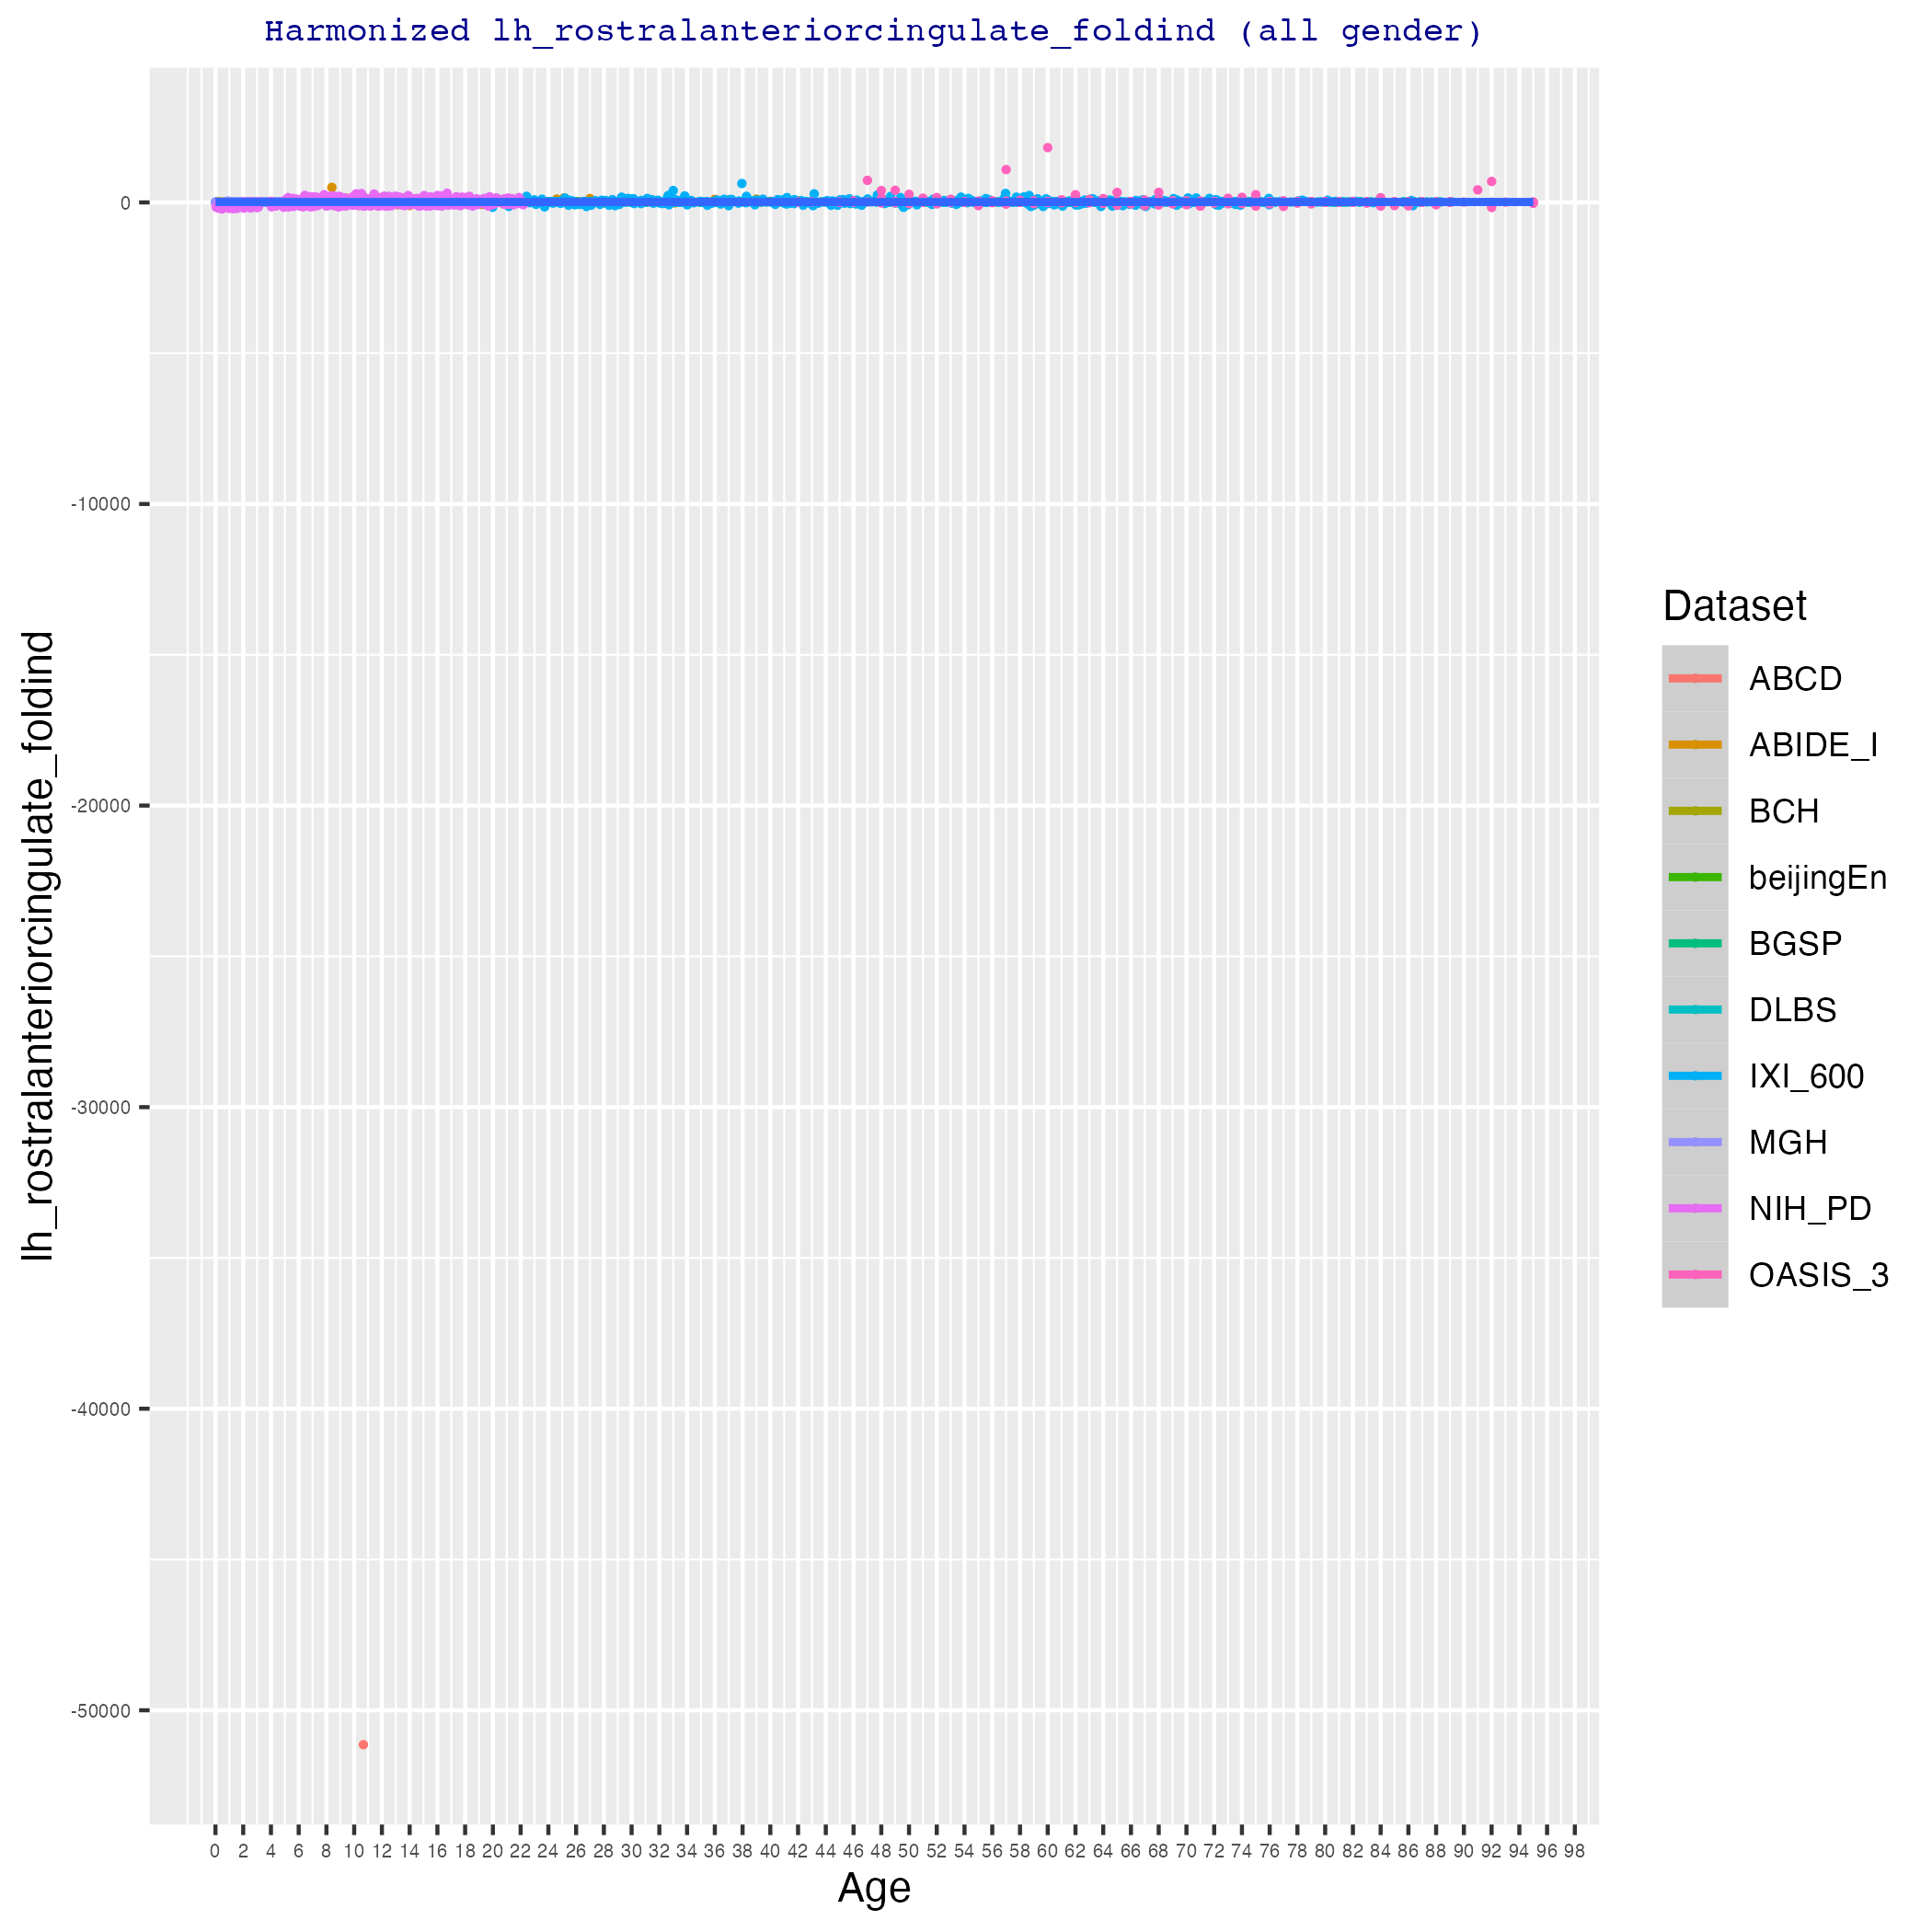 Harmonized lh_rostralanteriorcingulate_foldind (all gender)
lh_rostralanteriorcingulate_foldind
0
-10000
-20000
-30000
-40000
-50000
0 2 4 6 8 10 12 14 16 18 20 22 24 26 28 30 32 34 36 38 40 42 44 46 48 50 52 54 56 58 60 62 64 66 68 70 72 74 76 78 80 82 84 86 88 90 92 94 96 98
Age
Dataset
ABCD
ABIDE_I
BCH
beijingEn
BGSP
DLBS
IXI_600
MGH
NIH_PD
OASIS_3